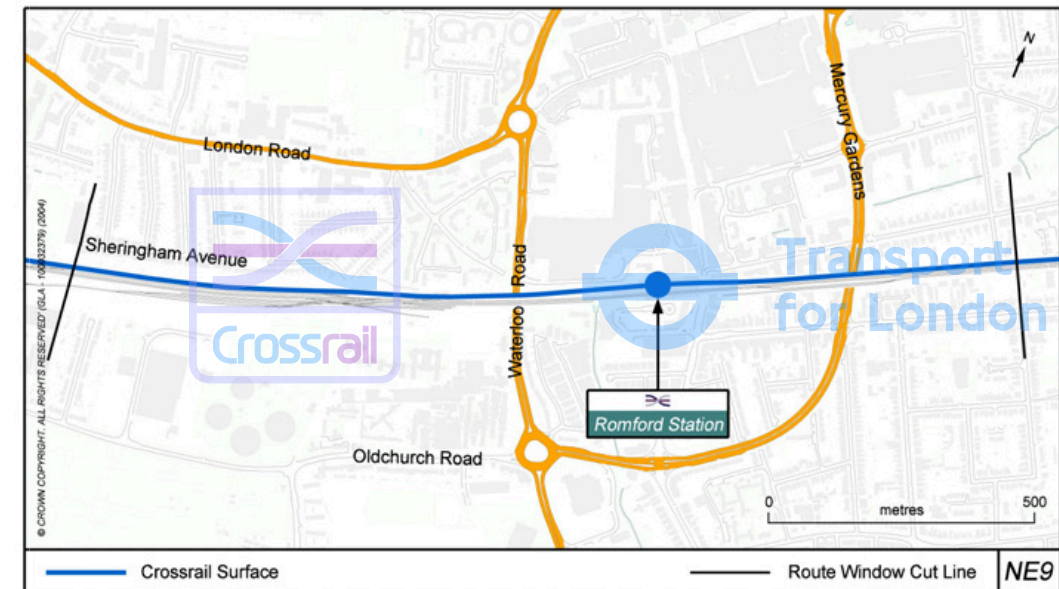 N
London Road
Mercury Gardens
Sheringham Avenue
Waterloo Road
Crossrail
Transport
for London
Romford Station
Oldchurch Road
0 500
metres
© CROWN COPYRIGHT. ALL RIGHTS RESERVED' (GLA - 100032379) (2004)
Crossrail Surface
Route Window Cut Line
NE9